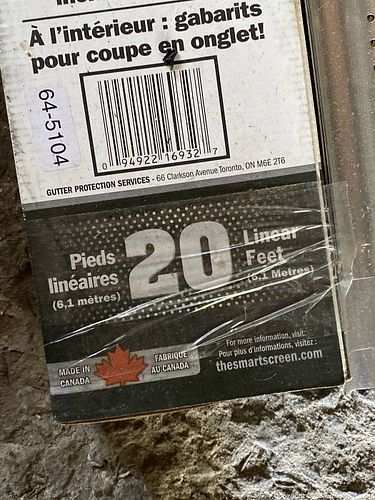 À l'intérieur : gabarits
pour coupe en onglet!
64-5104
0 94922 16932 7
GUTTER PROTECTION SERVICES - 66 Clarkson Avenue Toronto, ON M6E 2T6
Pieds
linéaires
(6,1 mètres)
20
Linear
Feet
(6.1 Metres)
MADE IN
CANADA
FABRIQUÉ
AU CANADA
For more information, visit:
Pour plus d'informations, visitez :
thesmartscreen.com